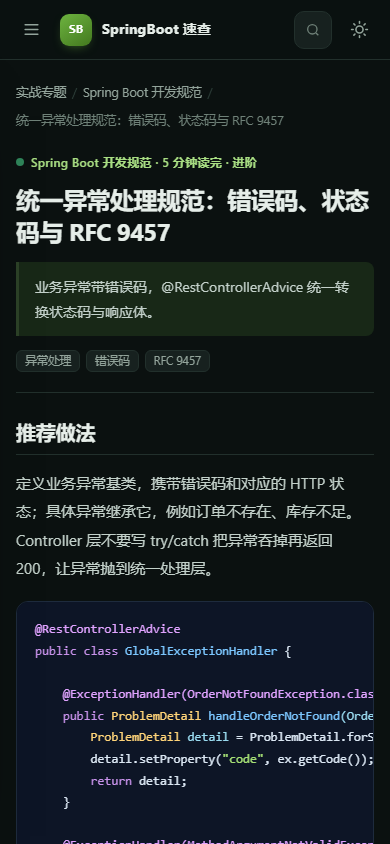 SB SpringBoot 速查
实战专题 / Spring Boot 开发规范 /
统一异常处理规范：错误码、状态码与 RFC 9457
Spring Boot 开发规范 · 5 分钟读完 · 进阶
统一异常处理规范：错误码、状态
码与 RFC 9457
业务异常带错误码，@RestControllerAdvice 统一转
换状态码与响应体。
异常处理 错误码 RFC 9457
推荐做法
定义业务异常基类，携带错误码和对应的 HTTP 状
态；具体异常继承它，例如订单不存在、库存不足。
Controller 层不要写 try/catch 把异常吞掉再返回
200，让异常抛到统一处理层。
@RestControllerAdvice
public class GlobalExceptionHandler {
@ExceptionHandler(OrderNotFoundException.clas
public ProblemDetail handleOrderNotFound(Orde
ProblemDetail detail = ProblemDetail.forS
detail.setProperty("code", ex.getCode());
return detail;
}
@ExceptionHandler(MethodArgumentNotValidExcep